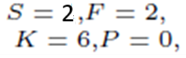 S = 2,F = 2,
K = 6,P = 0,